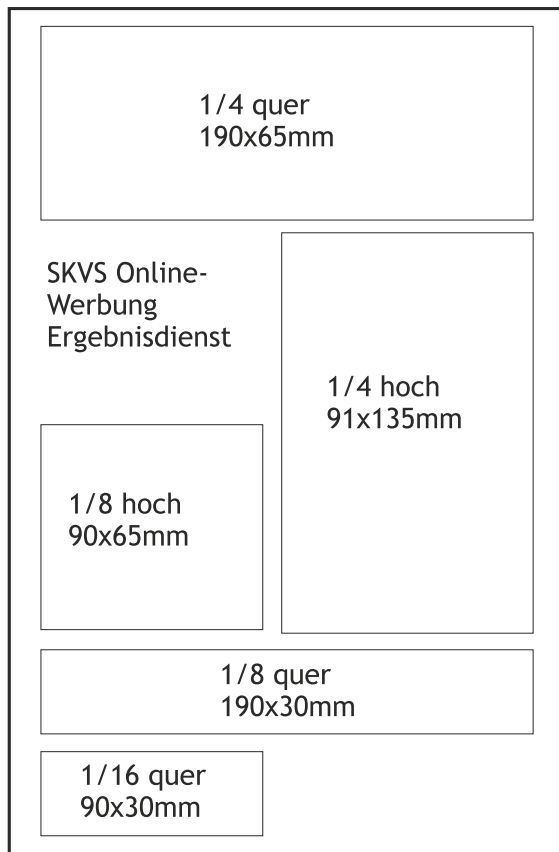 1/4 quer
190x65mm
SKVS Online-
Werbung
Ergebnisdienst
1/4 hoch
91x135mm
1/8 hoch
90x65mm
1/8 quer
190x30mm
1/16 quer
90x30mm